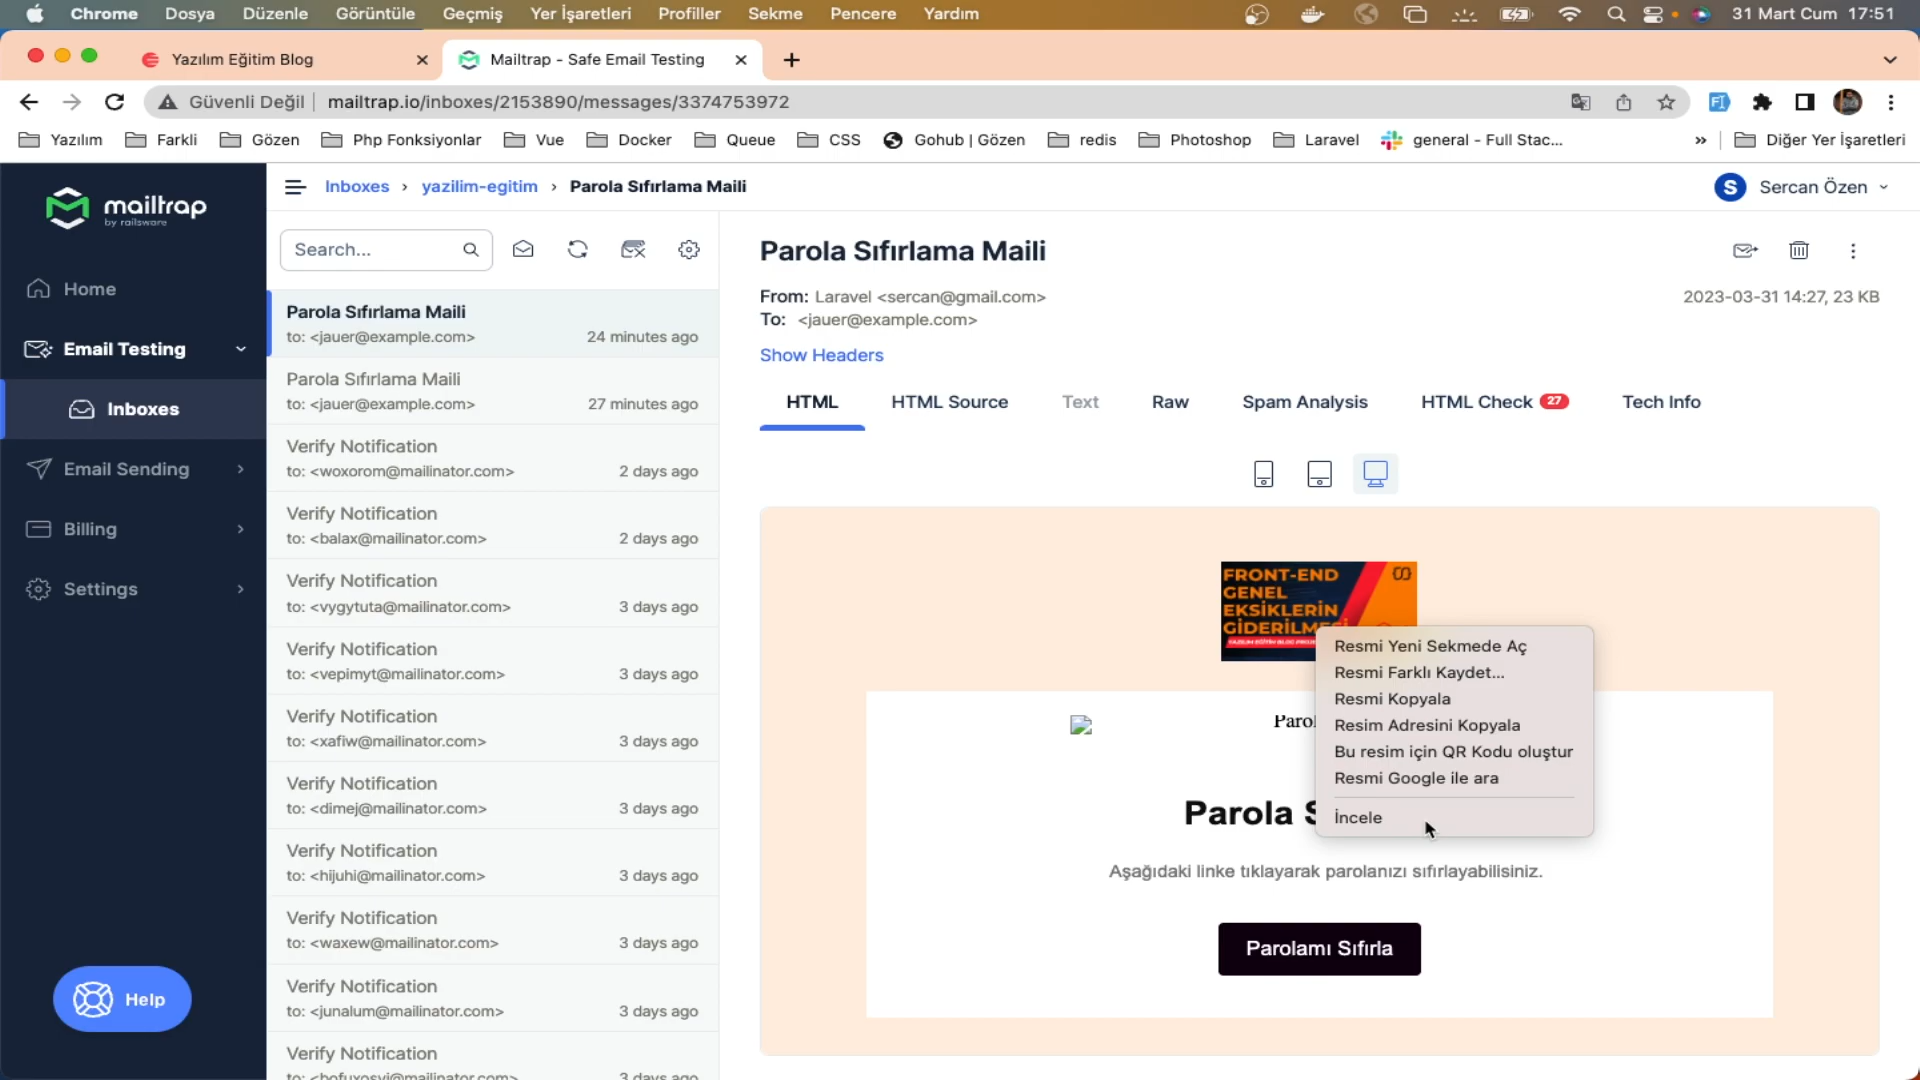 Chrome Dosya Düzenle Görüntüle Geçmiş Yer İşaretleri Profiller Sekme Pencere Yardım 31 Mart Cum 17:51
Yazılım Eğitim Blog
Mailtrap - Safe Email Testing
Güvenli Değil mailtrap.io/inboxes/2153890/messages/3374753972
Yazılım Farkli Gözen Php Fonksiyonlar Vue Docker Queue CSS Gohub | Gözen redis Photoshop Laravel general - Full Stac... » Diğer Yer İşaretleri
mailtrap
by railsware
Home
Email Testing
Inboxes
Email Sending
Billing
Settings
Help
Inboxes › yazilim-egitim › Parola Sıfırlama Maili
S Sercan Özen
Search...
Parola Sıfırlama Maili
to: <jauer@example.com> 24 minutes ago
Parola Sıfırlama Maili
to: <jauer@example.com> 27 minutes ago
Verify Notification
to: <woxorom@mailinator.com> 2 days ago
Verify Notification
to: <balax@mailinator.com> 2 days ago
Verify Notification
to: <vygytuta@mailinator.com> 3 days ago
Verify Notification
to: <vepimyt@mailinator.com> 3 days ago
Verify Notification
to: <xafiw@mailinator.com> 3 days ago
Verify Notification
to: <dimej@mailinator.com> 3 days ago
Verify Notification
to: <hijuhi@mailinator.com> 3 days ago
Verify Notification
to: <waxew@mailinator.com> 3 days ago
Verify Notification
to: <junalum@mailinator.com> 3 days ago
Verify Notification
to: <bofuxosyi@mailinator.com> 3 days ago
Parola Sıfırlama Maili
From: Laravel <sercan@gmail.com>
2023-03-31 14:27, 23 KB
To: <jauer@example.com>
Show Headers
HTML HTML Source Text Raw Spam Analysis HTML Check 27 Tech Info
FRONT-END
GENEL
EKSİKLERİN
GİDERİLMESİ
Resmi Yeni Sekmede Aç
Resmi Farklı Kaydet...
Resmi Kopyala
Resim Adresini Kopyala
Bu resim için QR Kodu oluştur
Resmi Google ile ara
İncele
Parol
Parola S
Aşağıdaki linke tıklayarak parolanızı sıfırlayabilisiniz.
Parolamı Sıfırla